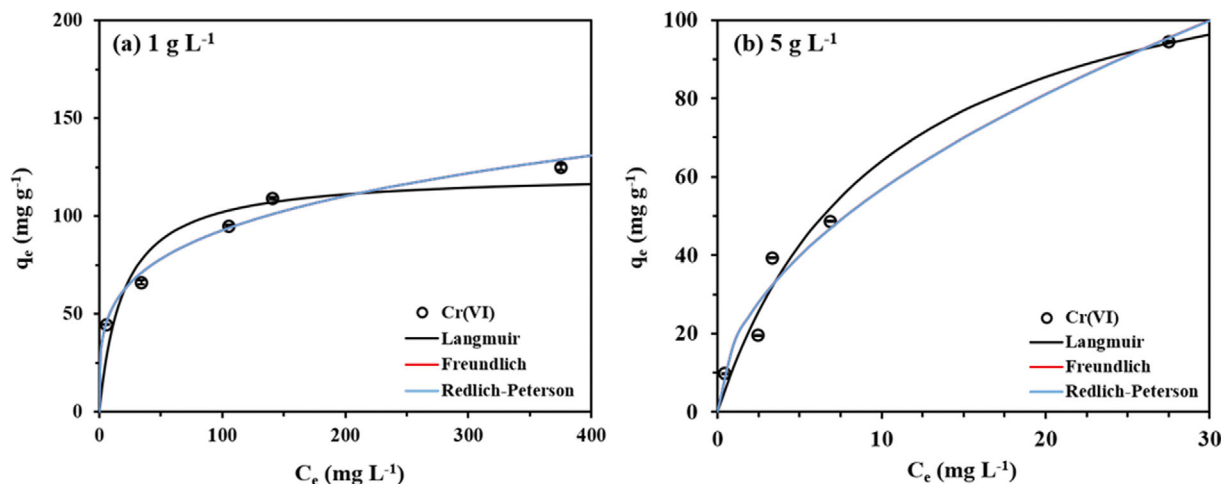 (a) 1 g L-1
200
150
100
50
0
qe (mg g-1)
0
100
200
300
400
Ce (mg L-1)
Cr(VI)
Langmuir
Freundlich
Redlich-Peterson
(b) 5 g L-1
100
80
60
40
20
0
qe (mg g-1)
0
10
20
30
Ce (mg L-1)
Cr(VI)
Langmuir
Freundlich
Redlich-Peterson